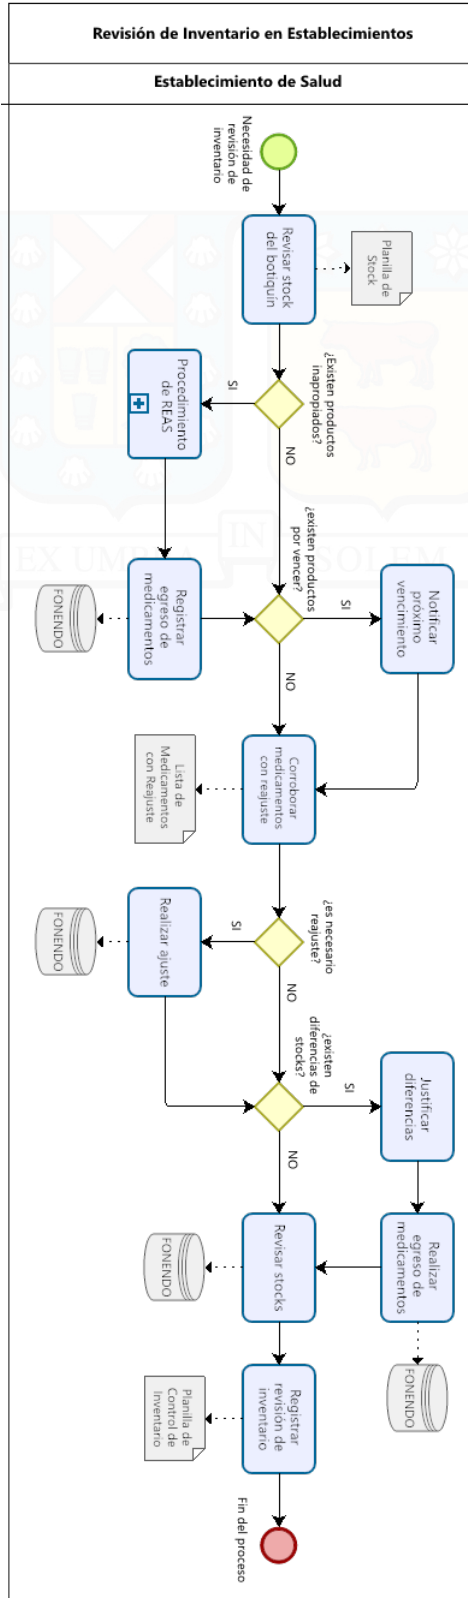 Revisión de Inventario en Establecimientos
Establecimiento de Salud
Necesidad de
revisión de
inventario
Revisar stock
del botiquín
Planilla de
Stock
¿Existen productos
inapropiados?
SI
NO
Procedimiento
de REAS
¿existen productos
por vencer?
SI
NO
EX UMBRA
IN
SOLEM
Registrar
egreso de
medicamentos
FONENDO
Notificar
próximo
vencimiento
Corroborar
medicamentos
con reajuste
Lista de
Medicamentos
con Reajuste
¿es necesario
reajuste?
SI
NO
Realizar ajuste
FONENDO
¿existen
diferencias de
stocks?
SI
NO
Justificar
diferencias
Realizar
egreso de
medicamentos
FONENDO
Revisar stocks
FONENDO
Registrar
revisión de
inventario
Planilla de
Control de
Inventario
Fin del proceso